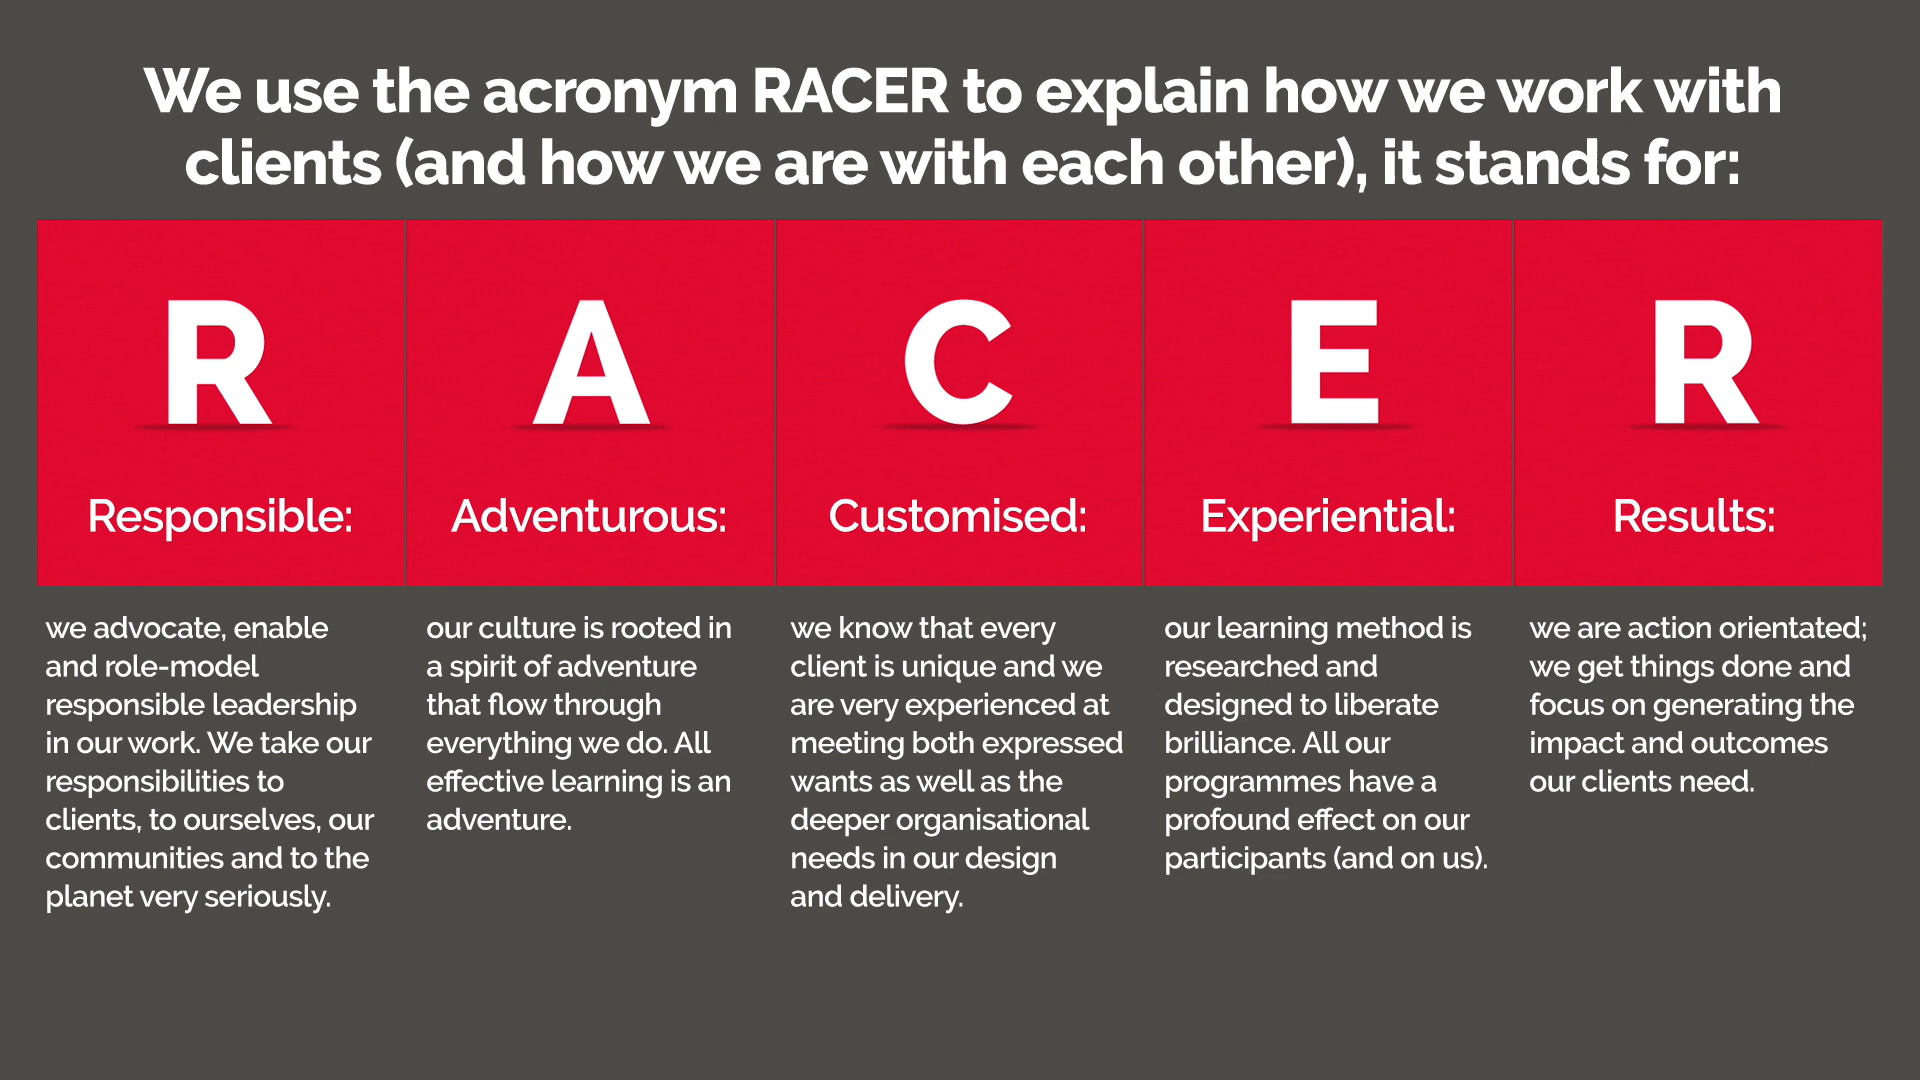 We use the acronym RACER to explain how we work with
clients (and how we are with each other), it stands for:
R
Responsible:
we advocate, enable
and role-model
responsible leadership
in our work. We take our
responsibilities to
clients, to ourselves, our
communities and to the
planet very seriously.
A
Adventurous:
our culture is rooted in
a spirit of adventure
that flow through
everything we do. All
effective learning is an
adventure.
C
Customised:
we know that every
client is unique and we
are very experienced at
meeting both expressed
wants as well as the
deeper organisational
needs in our design
and delivery.
E
Experiential:
our learning method is
researched and
designed to liberate
brilliance. All our
programmes have a
profound effect on our
participants (and on us).
R
Results:
we are action orientated;
we get things done and
focus on generating the
impact and outcomes
our clients need.